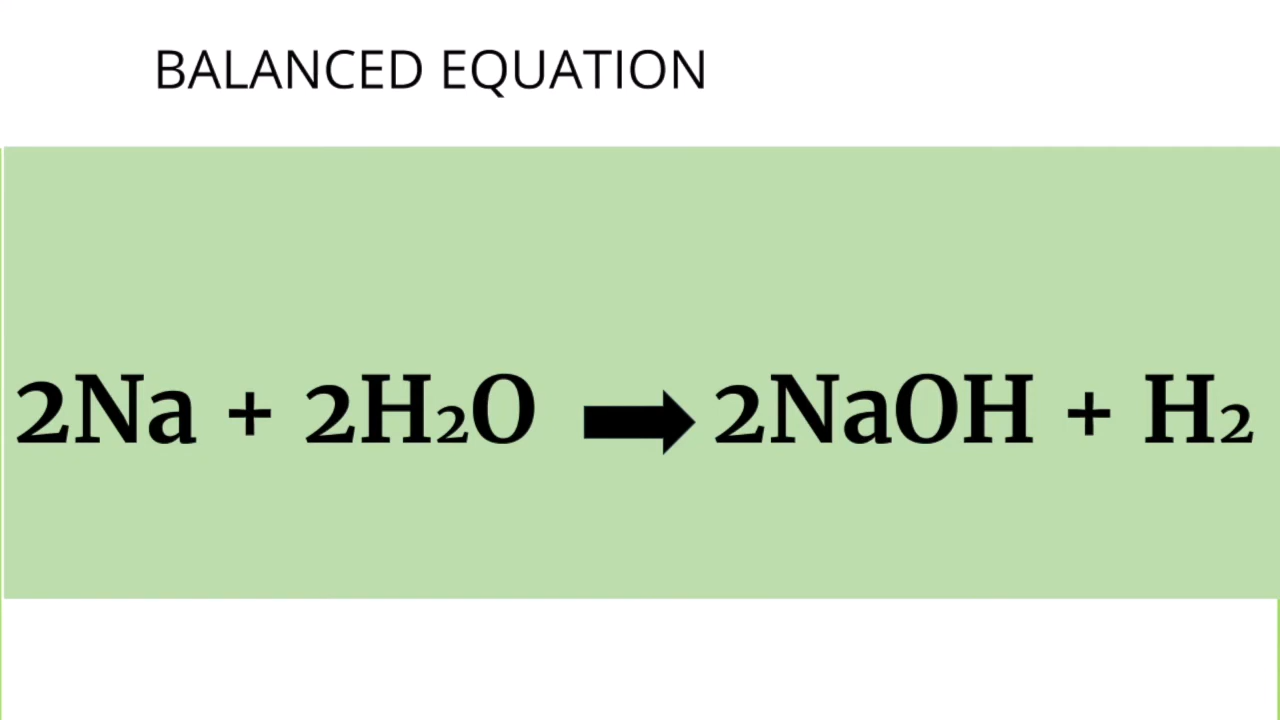 BALANCED EQUATION
2Na + 2H₂O ➡ 2NaOH + H₂